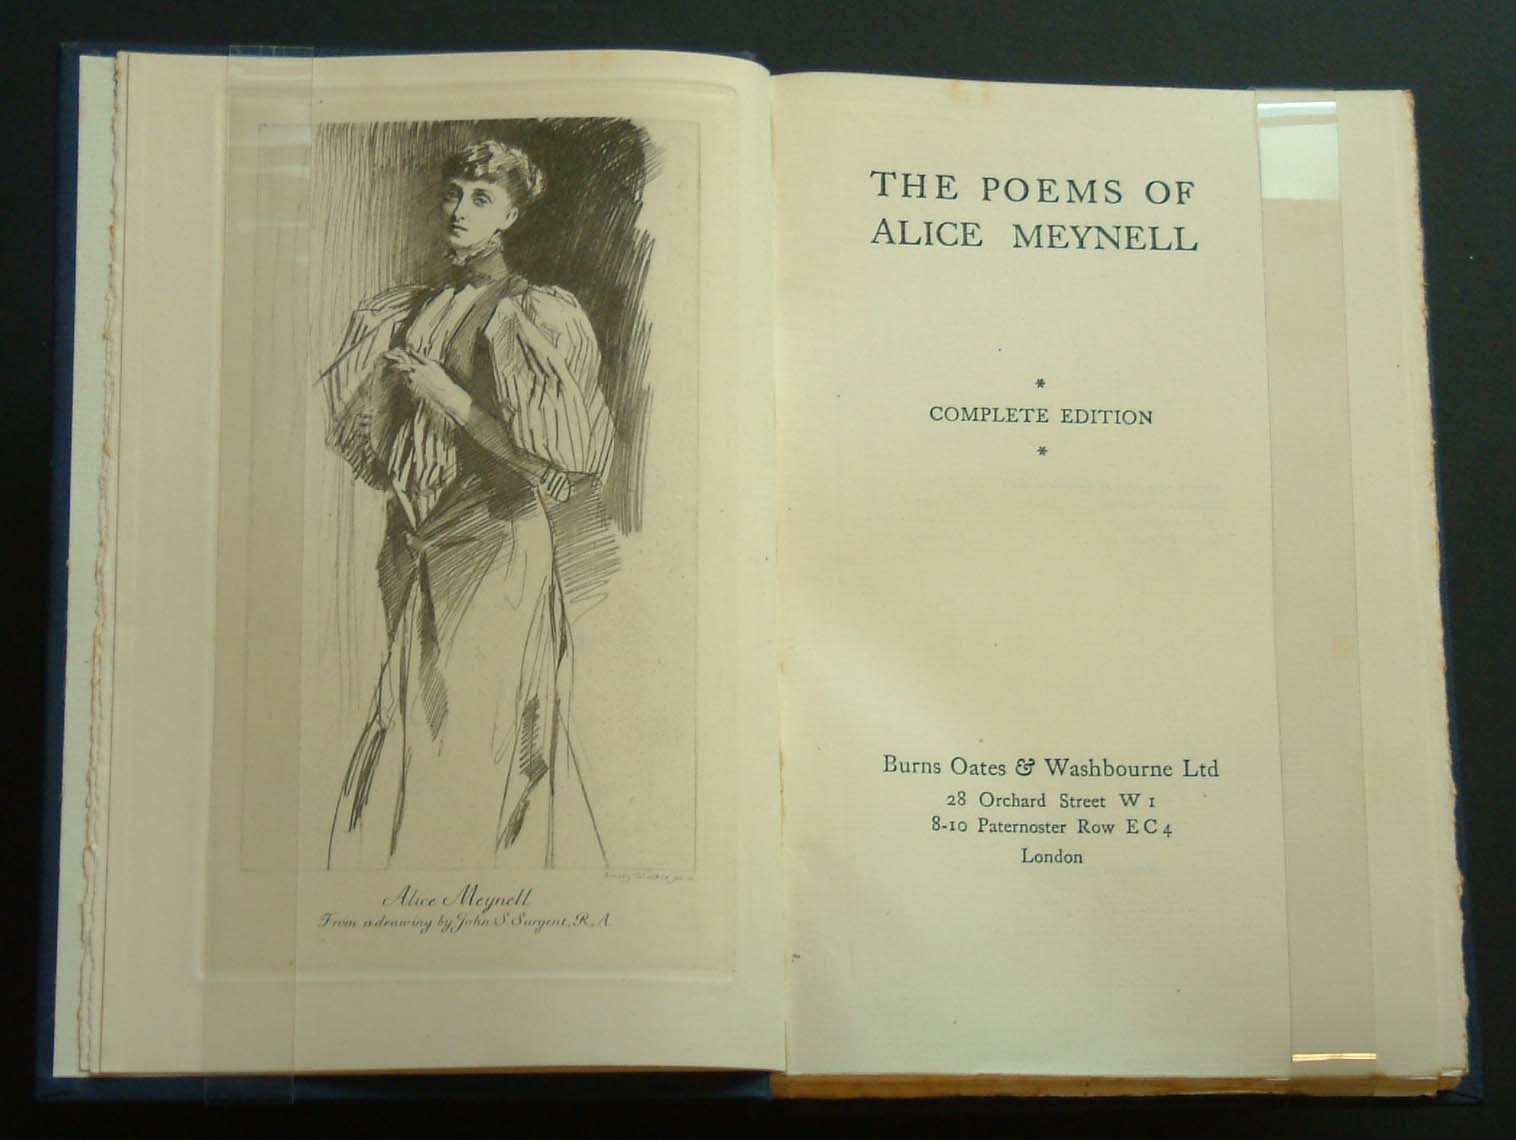 Alice Meynell
From a drawing by John S. Sargent, R.A.
THE POEMS OF
ALICE MEYNELL
*
COMPLETE EDITION
*
Burns Oates & Washbourne Ltd
28 Orchard Street W 1
8-10 Paternoster Row E C 4
London